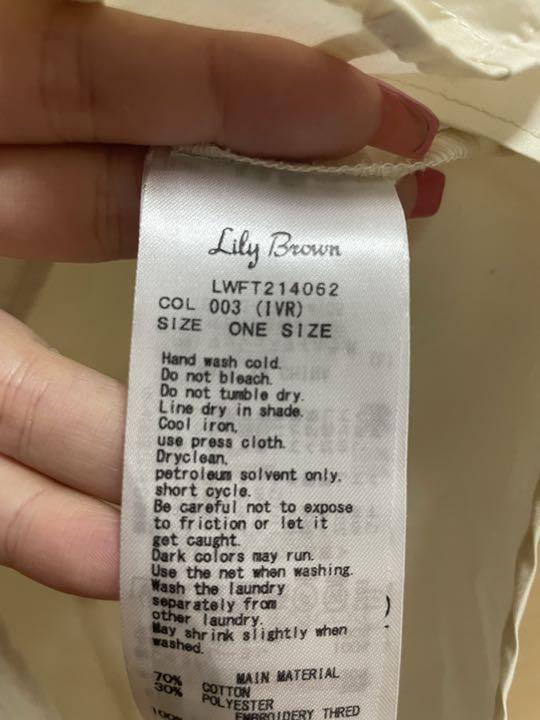 Lily Brown
LWFT214062
COL 003 (IVR)
SIZE ONE SIZE
Hand wash cold.
Do not bleach.
Do not tumble dry.
Line dry in shade.
Cool iron,
use press cloth.
Dryclean,
petroleum solvent only,
short cycle.
Be careful not to expose
to friction or let it
get caught.
Dark colors may run.
Use the net when washing.
Wash the laundry
separately from
other laundry.
May shrink slightly when
washed.
MAIN MATERIAL
70% COTTON
30% POLYESTER
EMBROIDERY THRED
100%